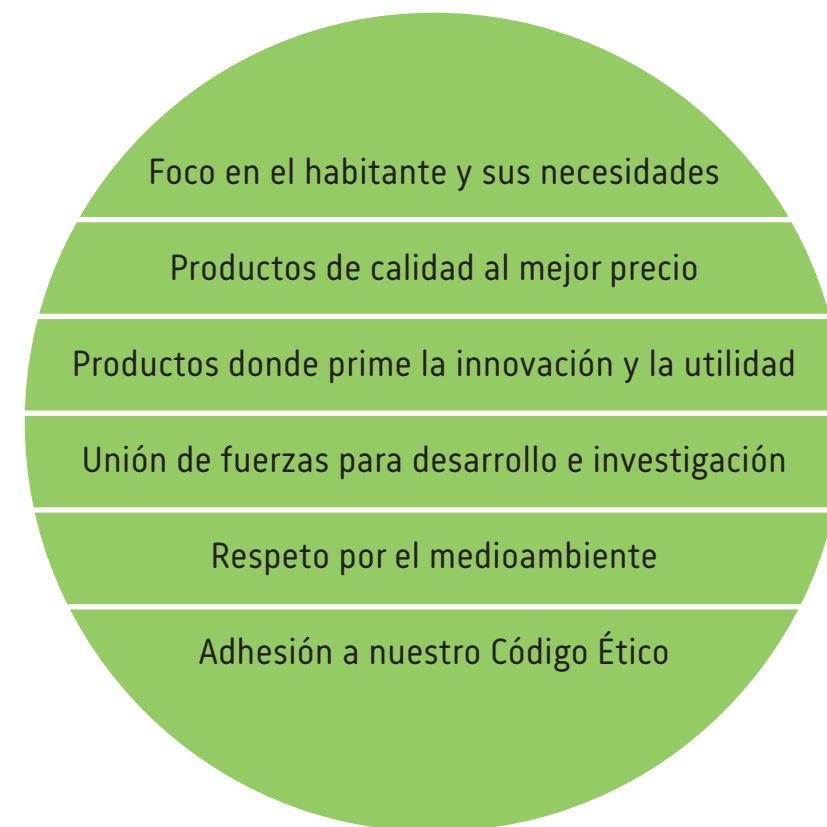 Foco en el habitante y sus necesidades
Productos de calidad al mejor precio
Productos donde prime la innovación y la utilidad
Unión de fuerzas para desarrollo e investigación
Respeto por el medioambiente
Adhesión a nuestro Código Ético